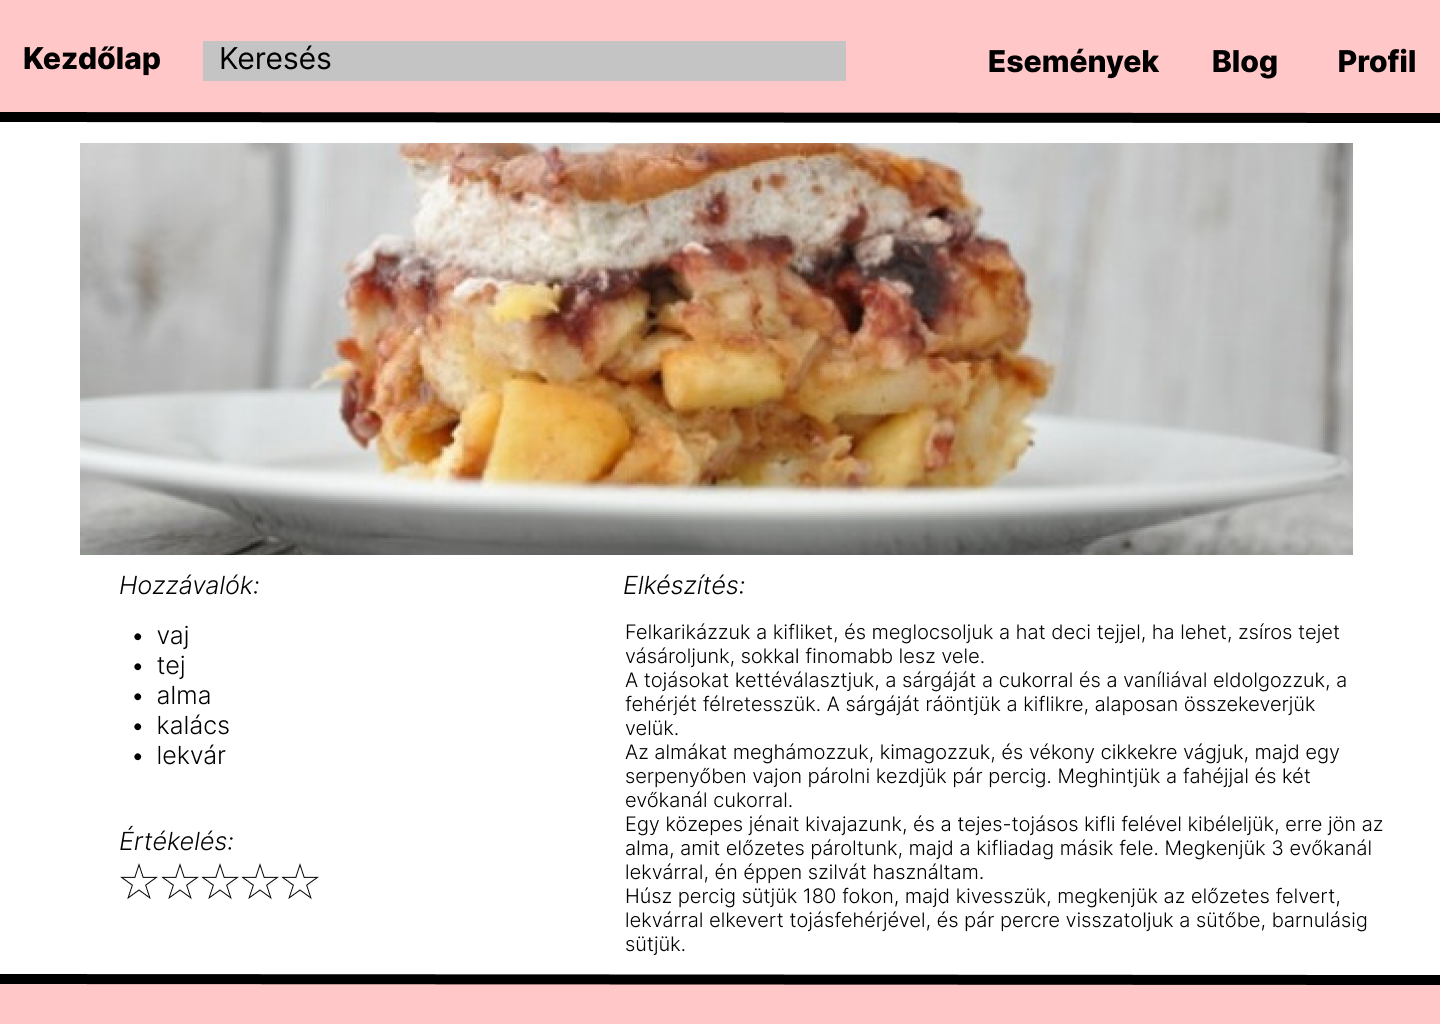 Kezdőlap
Keresés
Események
Blog
Profil
Hozzávalók:
• vaj
• tej
• alma
• kalács
• lekvár
Értékelés:
☆☆☆☆☆
Elkészítés:
Felkarikázzuk a kifliket, és meglocsoljuk a hat deci tejjel, ha lehet, zsíros tejet
vásároljunk, sokkal finomabb lesz vele.
A tojásokat kettéválasztjuk, a sárgáját a cukorral és a vaníliával eldolgozzuk, a
fehérjét félretesszük. A sárgáját ráöntjük a kiflikre, alaposan összekeverjük
velük.
Az almákat meghámozzuk, kimagozzuk, és vékony cikkekre vágjuk, majd egy
serpenyőben vajon párolni kezdjük pár percig. Meghintjük a fahéjjal és két
evőkanál cukorral.
Egy közepes jénait kivajazunk, és a tejes-tojásos kifli felével kibéleljük, erre jön az
alma, amit előzetes pároltunk, majd a kifliadag másik fele. Megkenjük 3 evőkanál
lekvárral, én éppen szilvát használtam.
Húsz percig sütjük 180 fokon, majd kivesszük, megkenjük az előzetes felvert,
lekvárral elkevert tojásfehérjével, és pár percre visszatoljuk a sütőbe, barnulásig
sütjük.